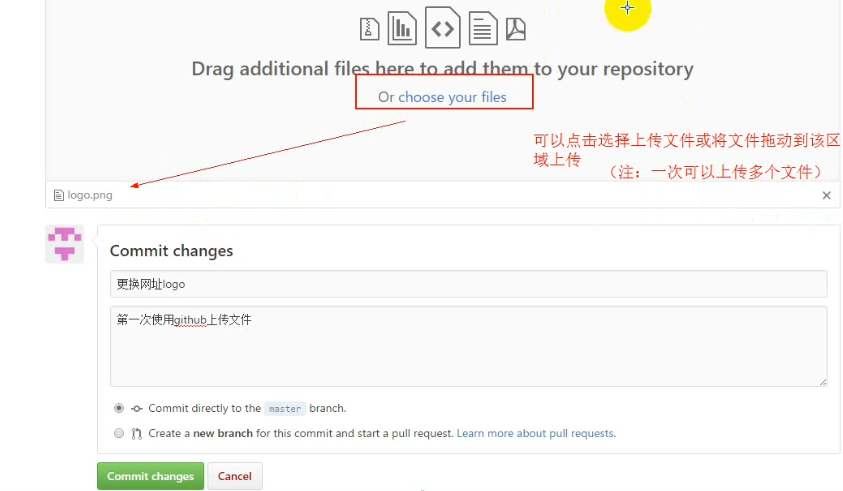 Drag additional files here to add them to your repository
Or choose your files
可以点击选择上传文件或将文件拖动到该区
域上传
（注：一次可以上传多个文件）
logo.png
Commit changes
更换网址logo
第一次使用github上传文件
Commit directly to the master branch.
Create a new branch for this commit and start a pull request. Learn more about pull requests.
Commit changes
Cancel